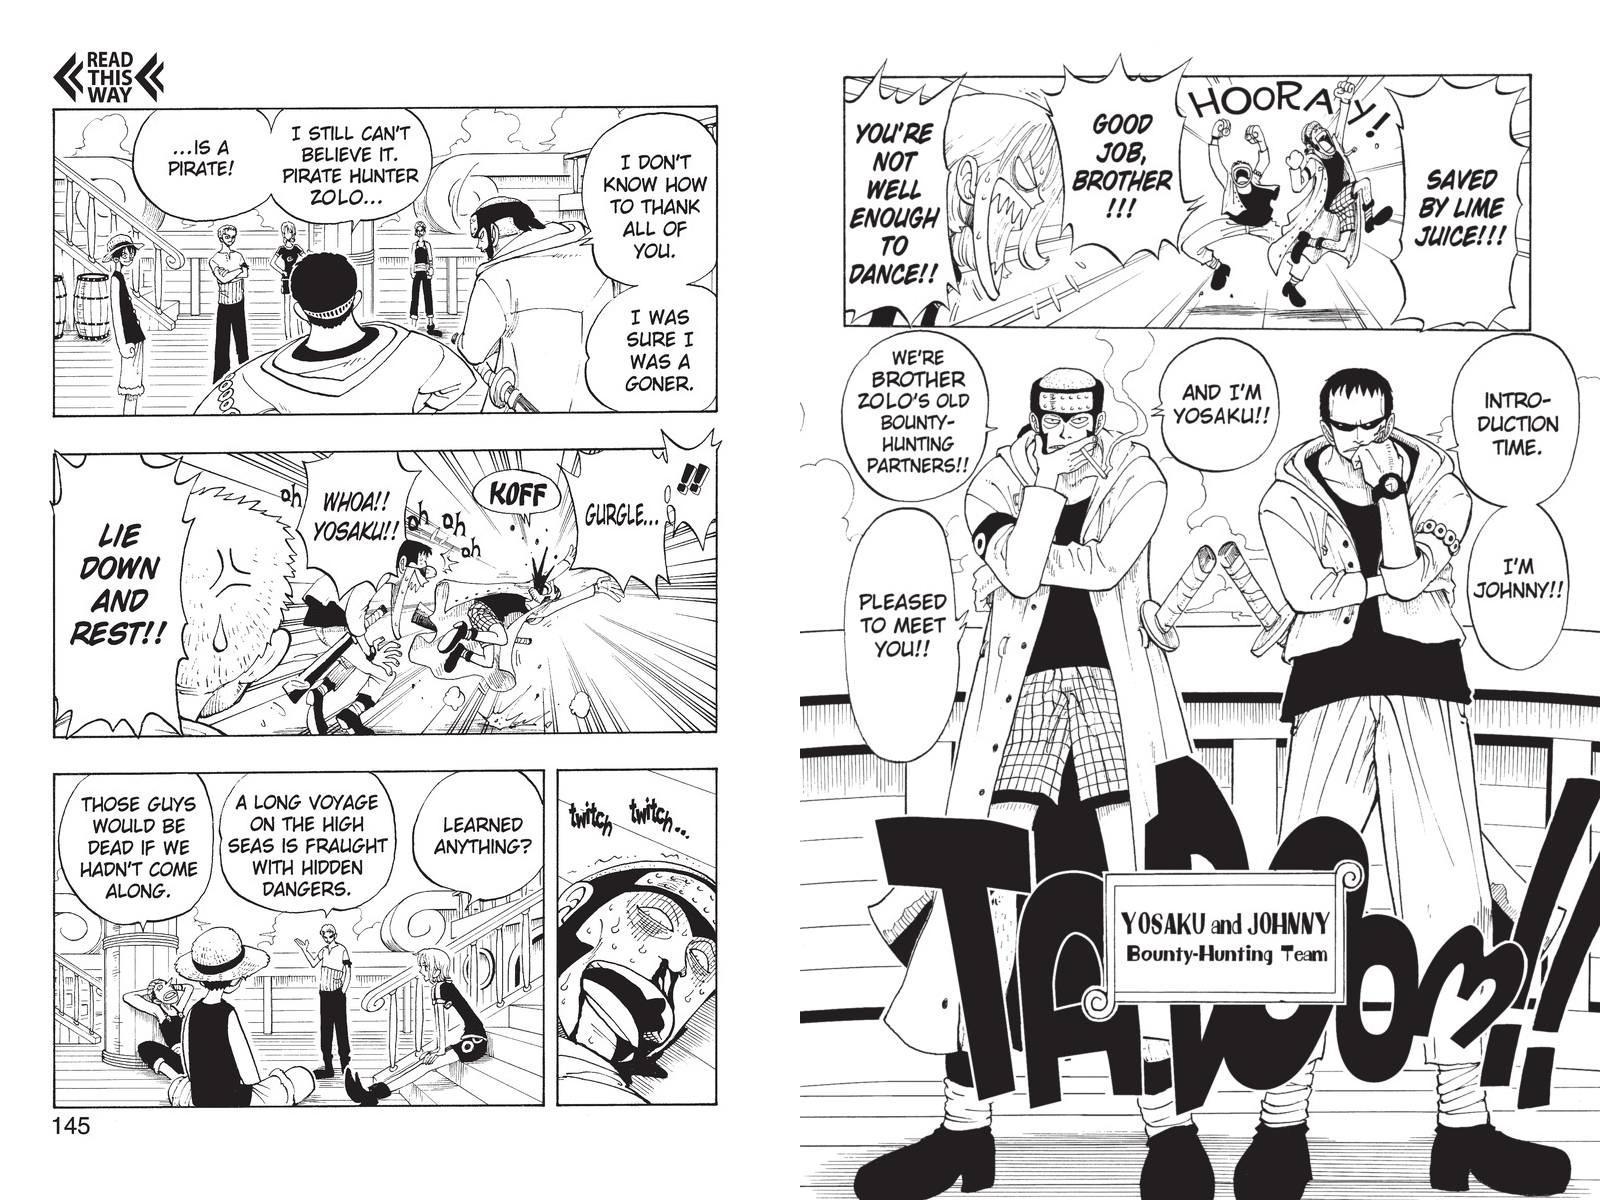 SAVED
BY LIME
JUICE!!!
HOORAY!
GOOD
JOB,
BROTHER
!!!
YOU'RE
NOT
WELL
ENOUGH
TO
DANCE!!
INTRO-
DUCTION
TIME.
I'M
JOHNNY!!
AND I'M
YOSAKU!!
WE'RE
BROTHER
ZOLO'S OLD
BOUNTY-
HUNTING
PARTNERS!!
PLEASED
TO MEET
YOU!!
TADOOM!!
YOSAKU and JOHNNY
Bounty-Hunting Team
READ
THIS
WAY
I DON'T
KNOW HOW
TO THANK
ALL OF
YOU.
I WAS
SURE I
WAS A
GONER.
I STILL CAN'T
BELIEVE IT.
PIRATE HUNTER
ZOLO...
...IS A
PIRATE!
!!
GURGLE...
KOFF
WHOA!!
YOSAKU!!
oh
oh
oh
oh
LIE
DOWN
AND
REST!!
twitch
twitch...
LEARNED
ANYTHING?
A LONG VOYAGE
ON THE HIGH
SEAS IS FRAUGHT
WITH HIDDEN
DANGERS.
THOSE GUYS
WOULD BE
DEAD IF WE
HADN'T COME
ALONG.
145